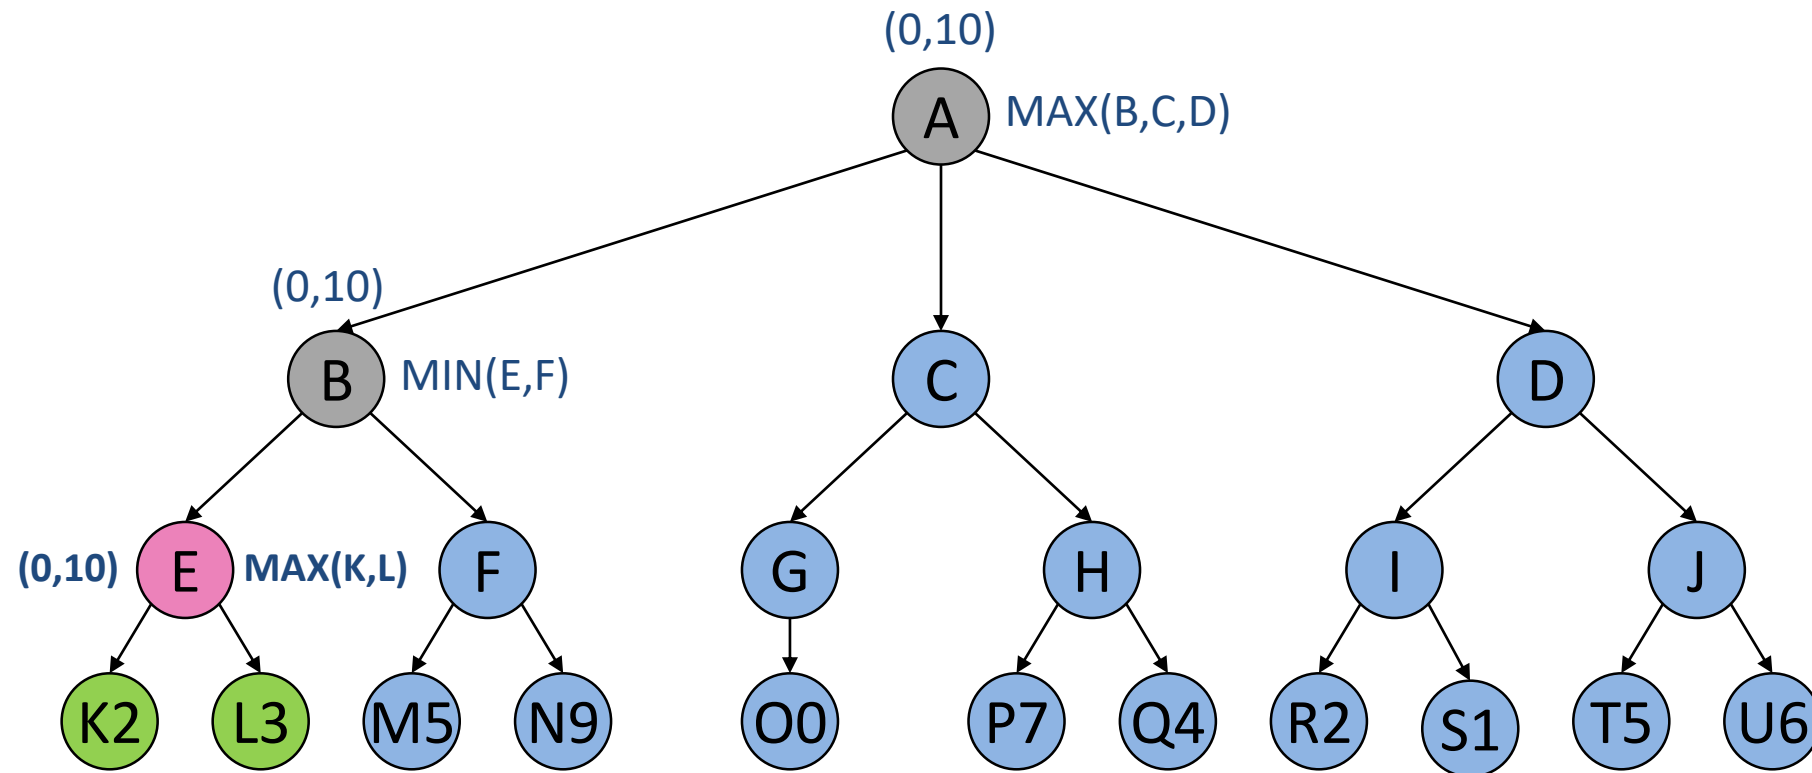 (0,10)
A MAX(B,C,D)
(0,10)
B MIN(E,F) C D
(0,10) E MAX(K,L) F G H I J
K2 L3 M5 N9 O0 P7 Q4 R2 S1 T5 U6